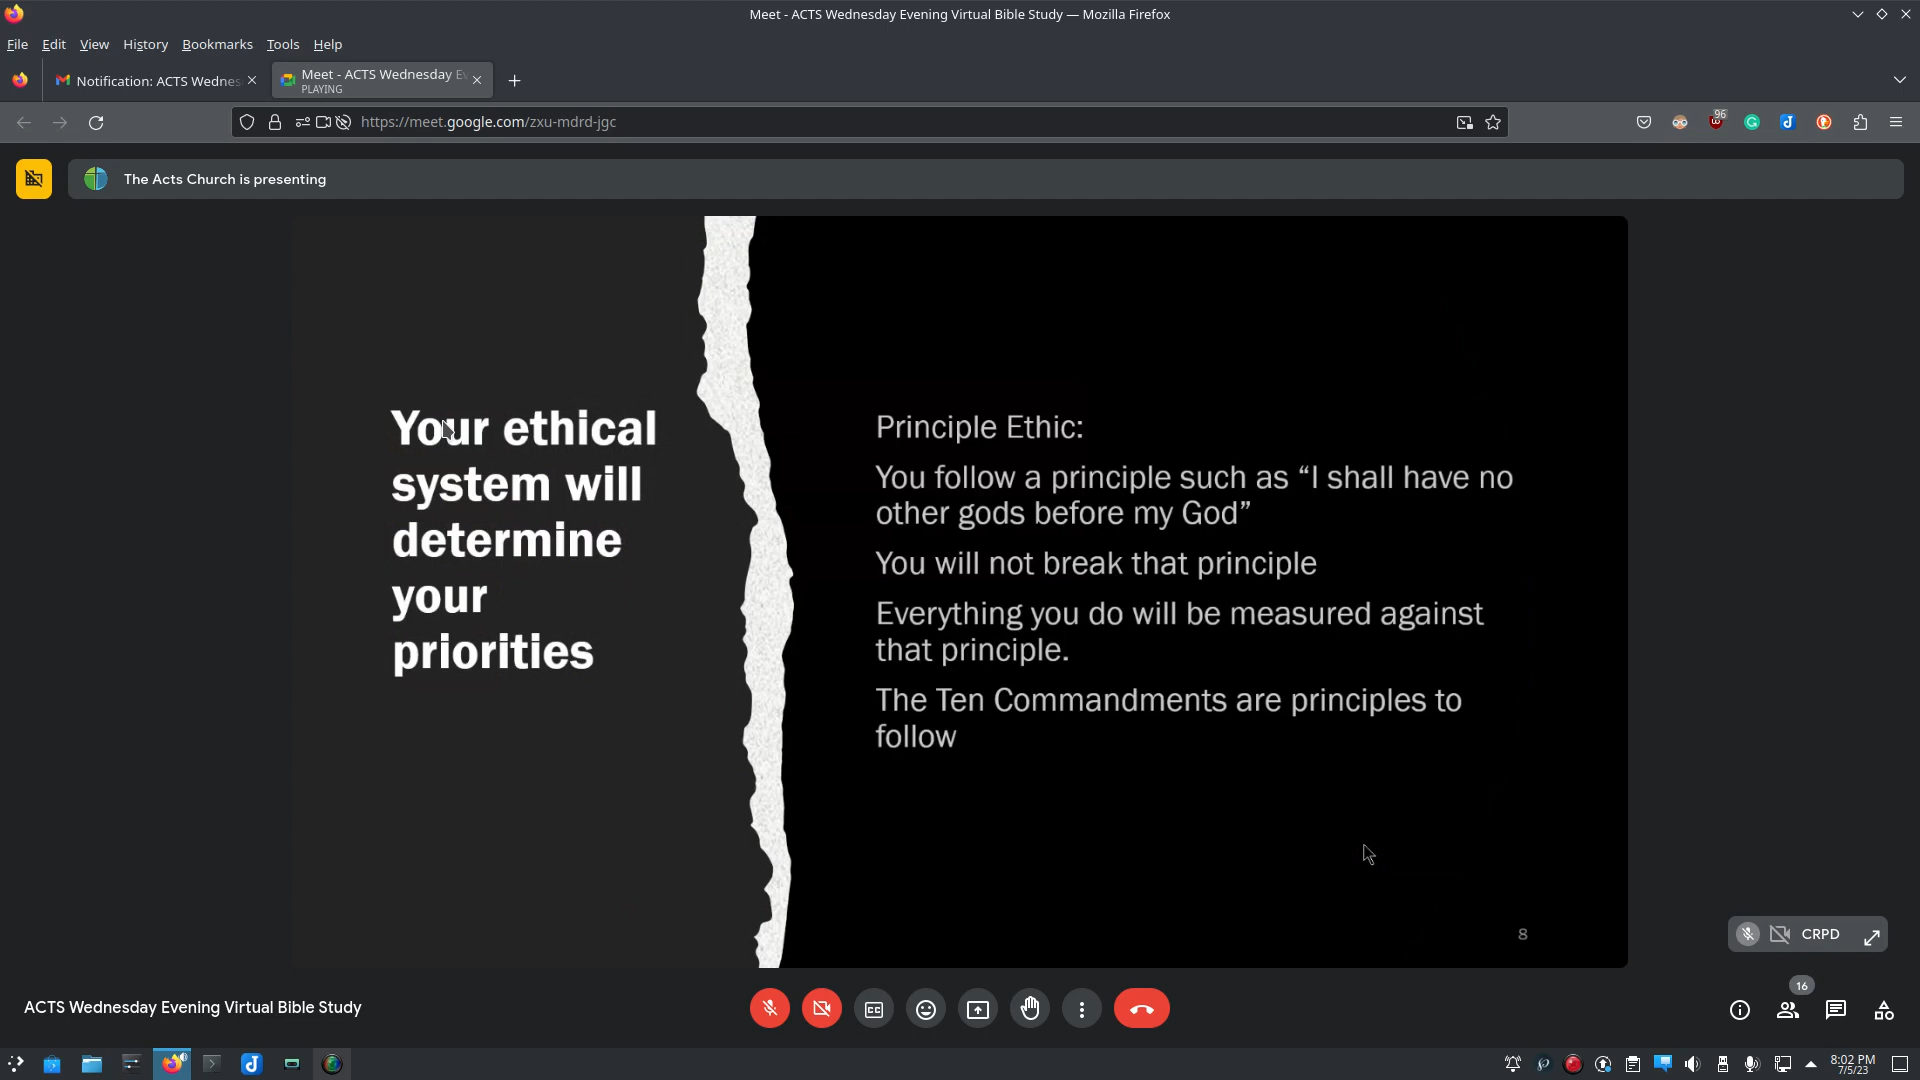 Meet - ACTS Wednesday Evening Virtual Bible Study — Mozilla Firefox
File Edit View History Bookmarks Tools Help
Notification: ACTS Wednes
Meet - ACTS Wednesday Ev
PLAYING
https://meet.google.com/zxu-mdrd-jgc
96
The Acts Church is presenting
Your ethical
system will
determine
your
priorities
Principle Ethic:
You follow a principle such as “I shall have no
other gods before my God”
You will not break that principle
Everything you do will be measured against
that principle.
The Ten Commandments are principles to
follow
8
CRPD
ACTS Wednesday Evening Virtual Bible Study
16
8:02 PM
7/5/23